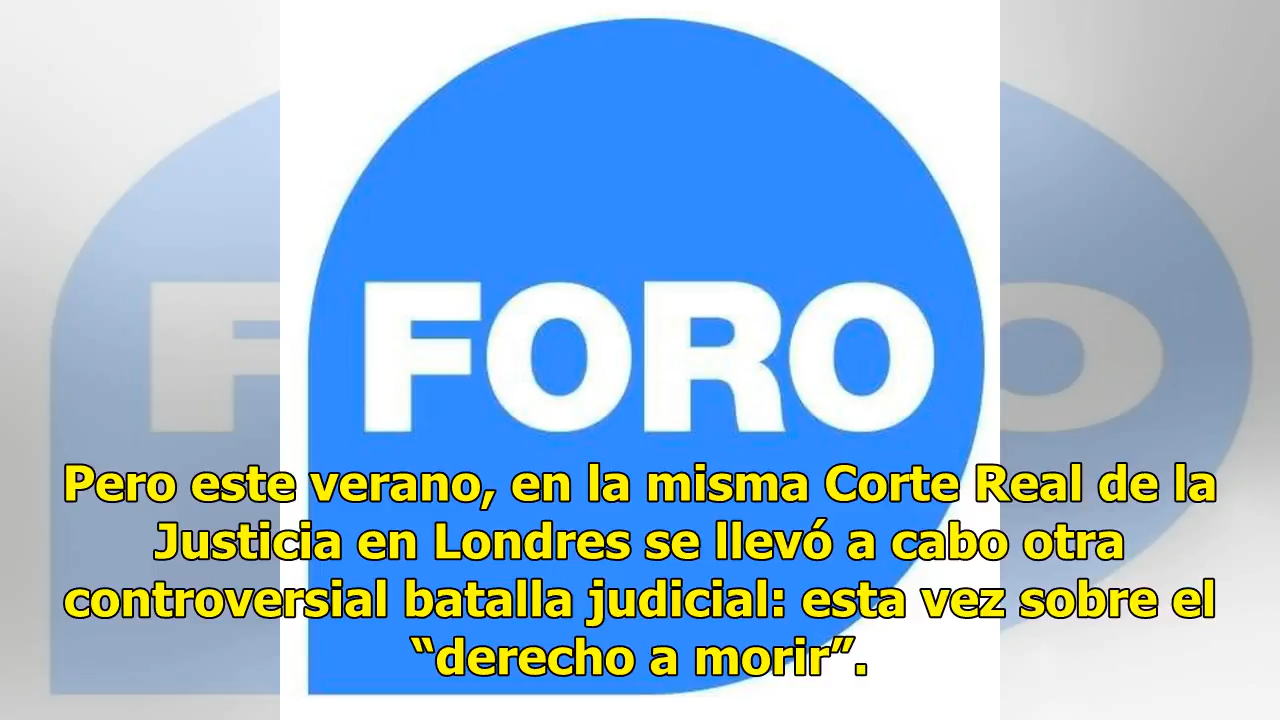 FORO
Pero este verano, en la misma Corte Real de la
Justicia en Londres se llevó a cabo otra
controversial batalla judicial: esta vez sobre el
“derecho a morir”.